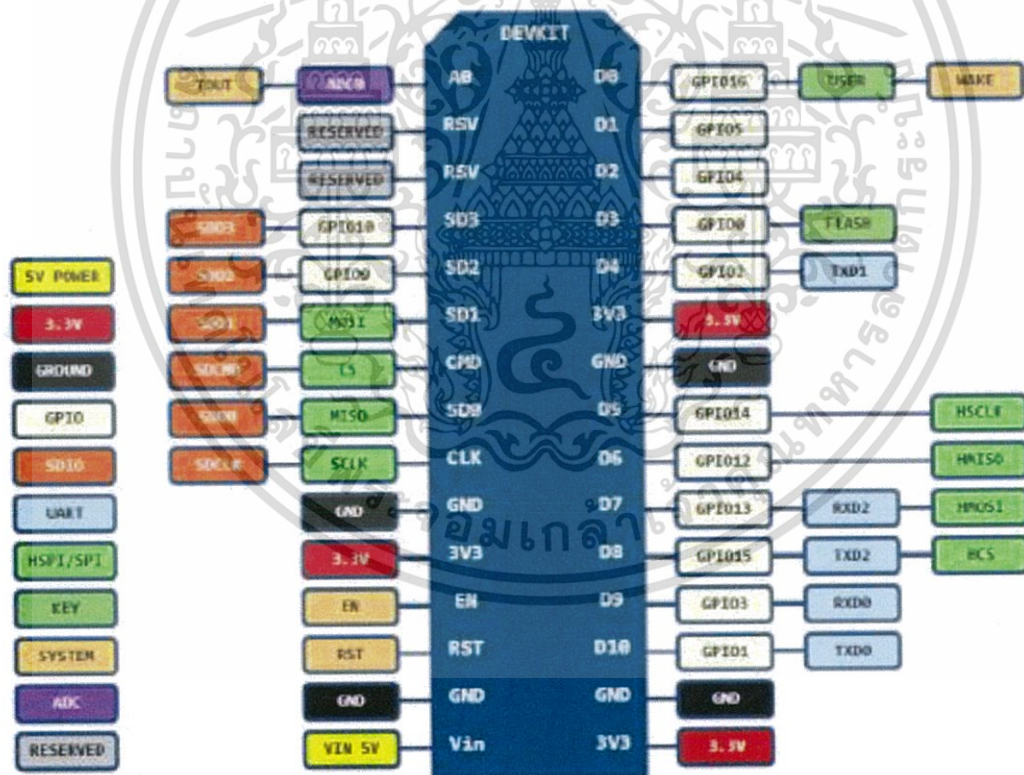 DEVKIT
TOUT ADC0 A0 D0 GPIO16 USER WAKE
RESERVED RSV D1 GPIO5
RESERVED RSV D2 GPIO4
SDD3 GPIO10 SD3 D3 GPIO0 FLASH
5V POWER SDD2 GPIO9 SD2 D4 GPIO2 TXD1
3.3V SDD1 MOSI SD1 3V3 3.3V
GROUND SDCMD CS CMD GND GND
GPIO SDD0 MISO SD0 D5 GPIO14 HSCLK
SDIO SDCLK SCLK CLK D6 GPIO12 HMISO
UART GND GND D7 GPIO13 RXD2 HMOSI
HSPI/SPI 3.3V 3V3 D8 GPIO15 TXD2 HCS
KEY EN EN D9 GPIO3 RXD0
SYSTEM RST RST D10 GPIO1 TXD0
ADC GND GND GND GND
RESERVED VIN 5V Vin 3V3 3.3V